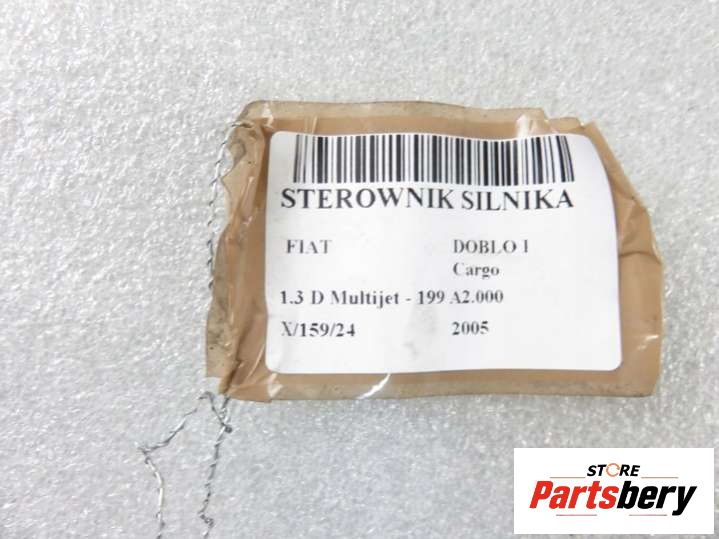 STEROWNIK SILNIKA
FIAT DOBLO I
Cargo
1.3 D Multijet - 199 A2.000
X/159/24 2005
STORE
Partsbery